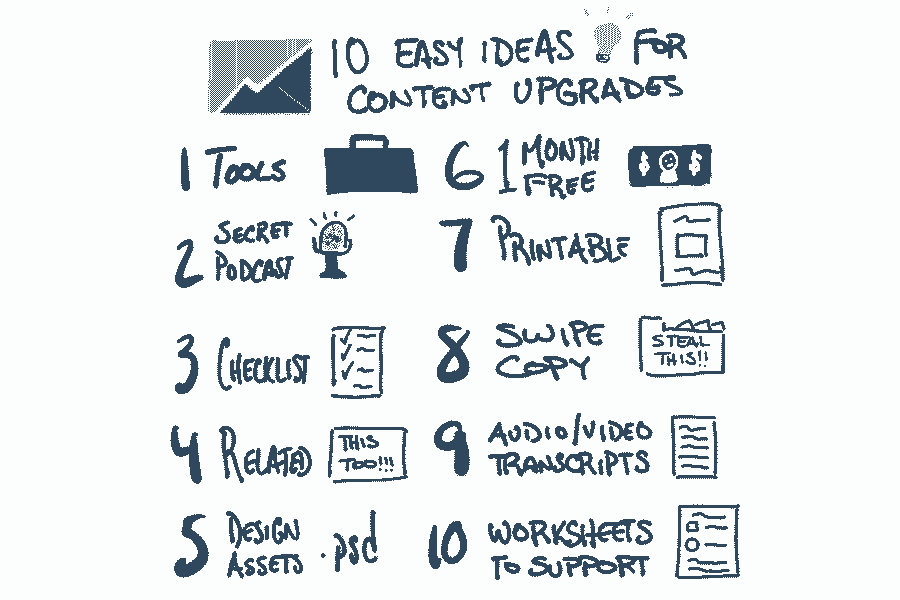 10 EASY IDEAS FOR
CONTENT UPGRADES
1 TOOLS
2 SECRET
PODCAST
3 CHECKLIST
4 RELATED
THIS
TOO!!!
5 DESIGN
ASSETS .psd
6 1 MONTH
FREE
$ $
7 PRINTABLE
8 SWIPE
COPY
STEAL
THIS!!
9 AUDIO/VIDEO
TRANSCRIPTS
10 WORKSHEETS
TO SUPPORT